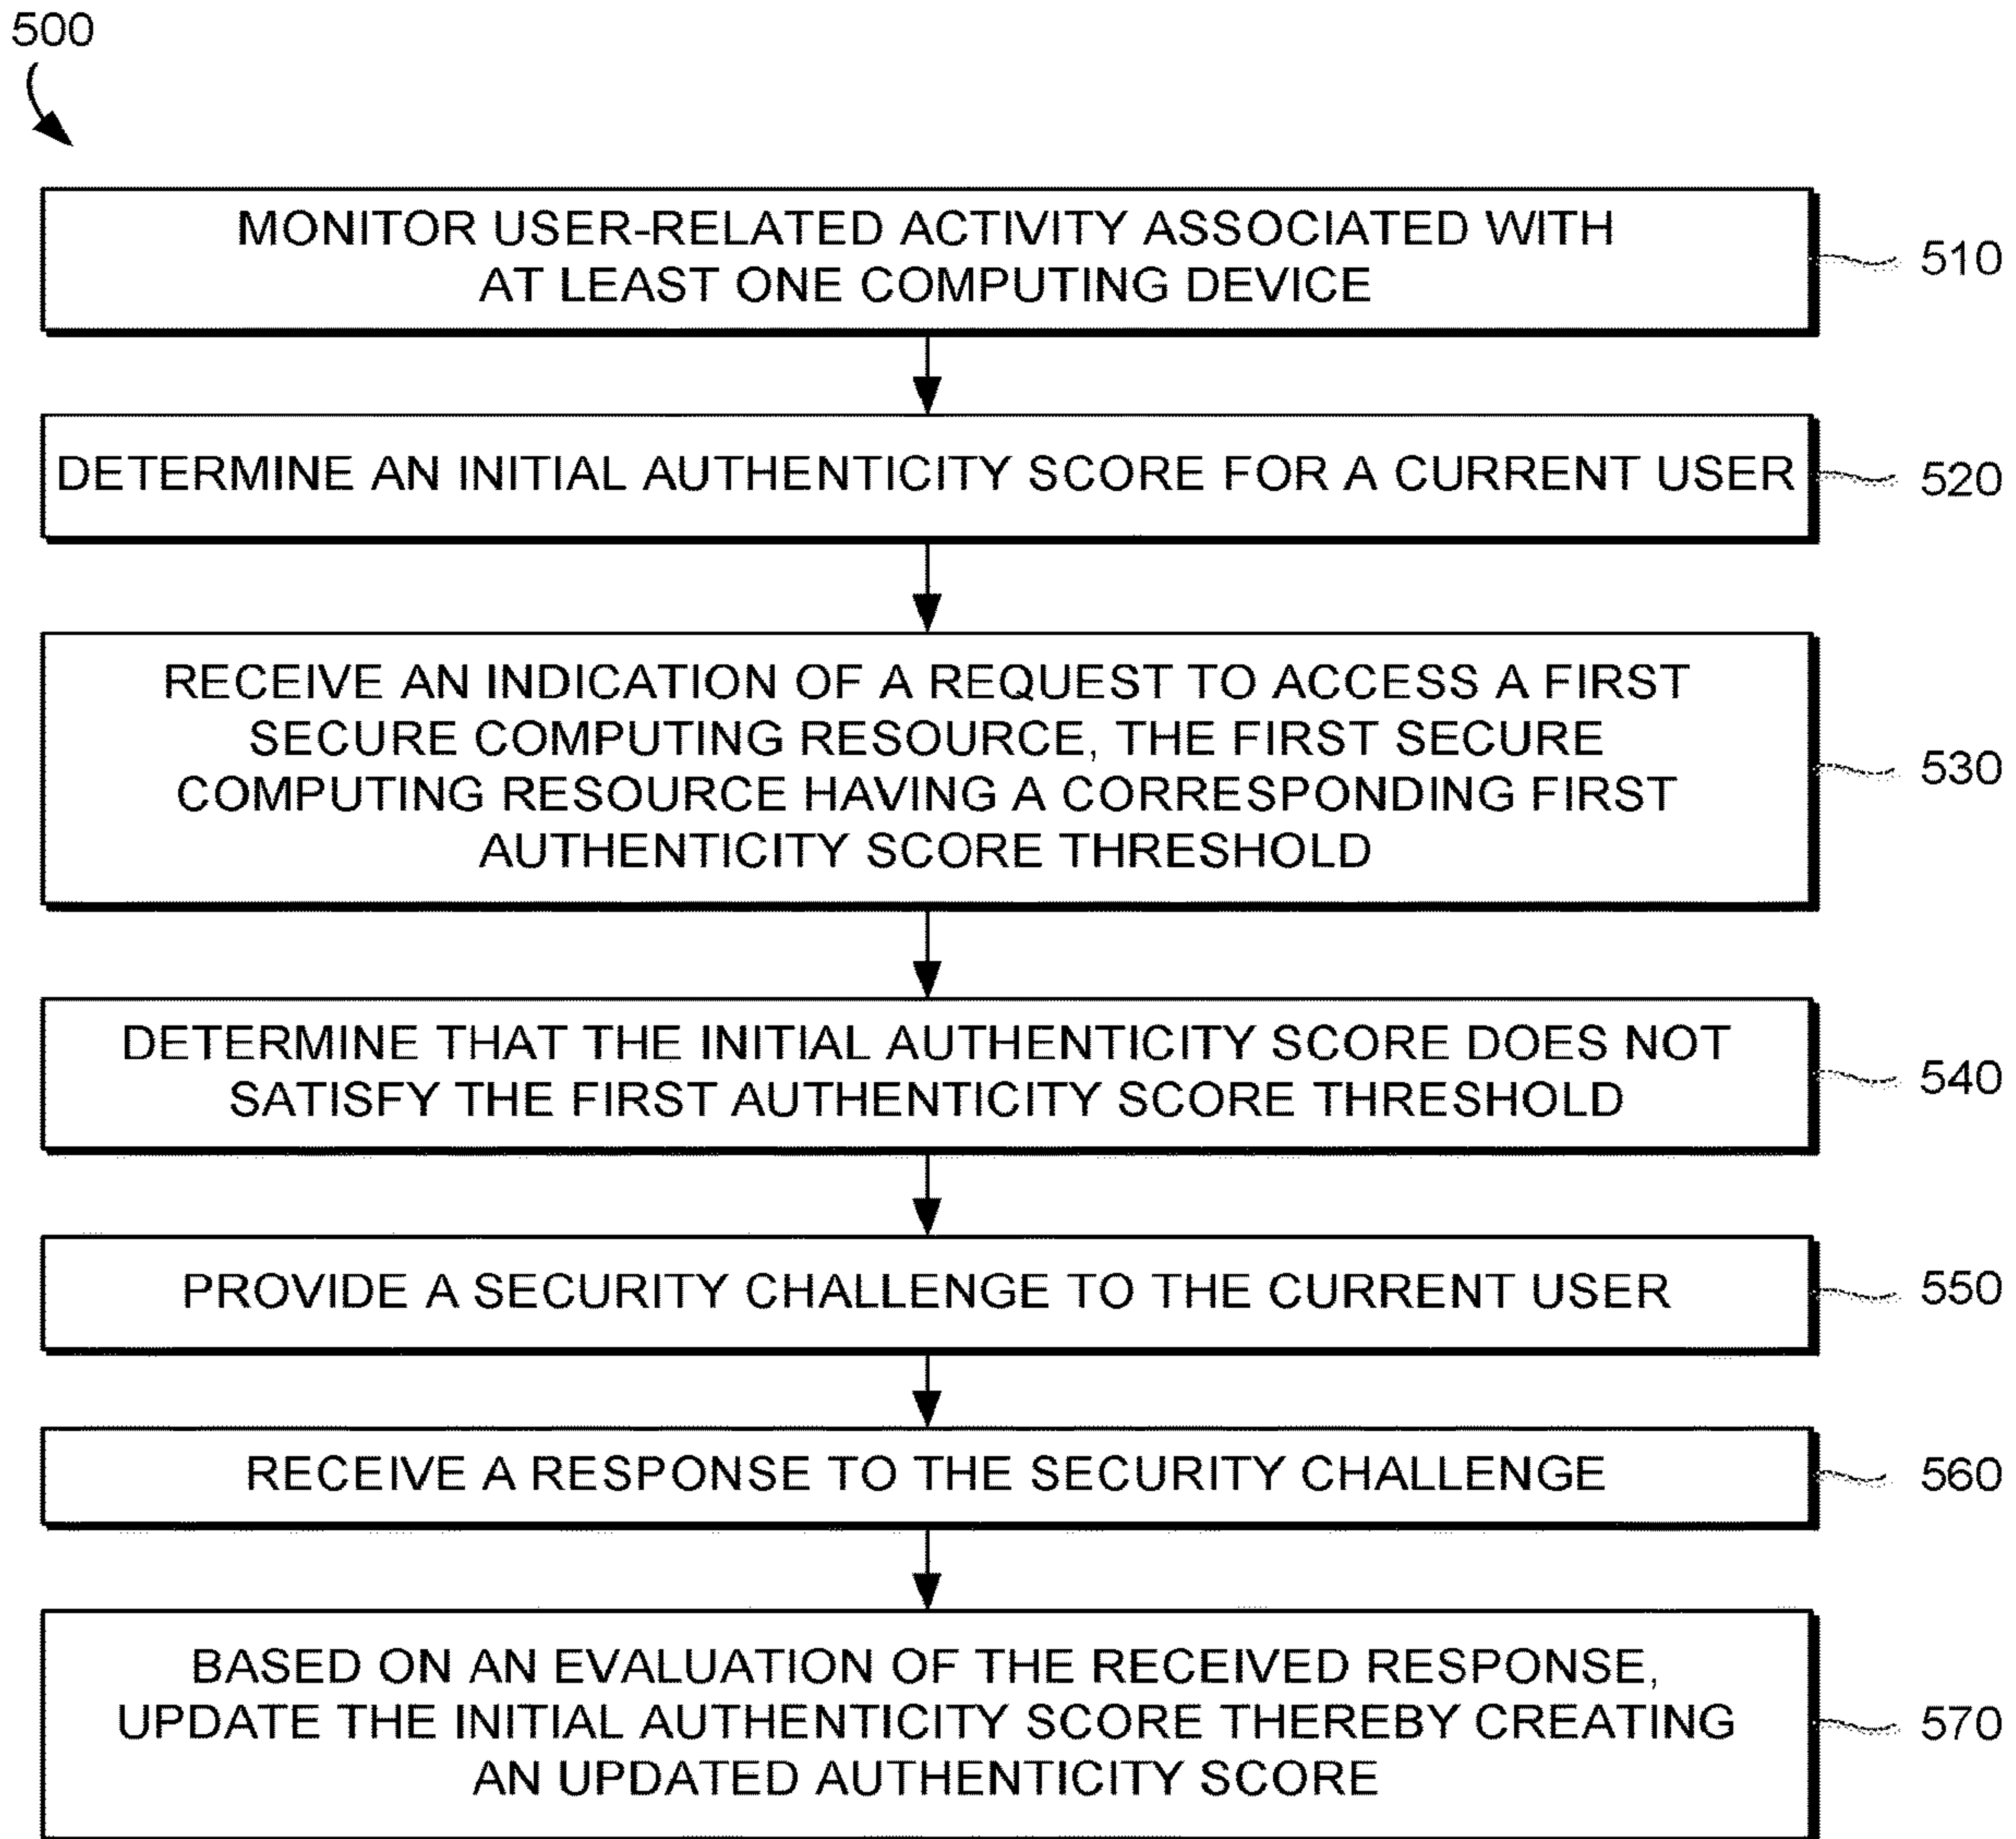 500
MONITOR USER-RELATED ACTIVITY ASSOCIATED WITH
AT LEAST ONE COMPUTING DEVICE
510
DETERMINE AN INITIAL AUTHENTICITY SCORE FOR A CURRENT USER
520
RECEIVE AN INDICATION OF A REQUEST TO ACCESS A FIRST
SECURE COMPUTING RESOURCE, THE FIRST SECURE
COMPUTING RESOURCE HAVING A CORRESPONDING FIRST
AUTHENTICITY SCORE THRESHOLD
530
DETERMINE THAT THE INITIAL AUTHENTICITY SCORE DOES NOT
SATISFY THE FIRST AUTHENTICITY SCORE THRESHOLD
540
PROVIDE A SECURITY CHALLENGE TO THE CURRENT USER
550
RECEIVE A RESPONSE TO THE SECURITY CHALLENGE
560
BASED ON AN EVALUATION OF THE RECEIVED RESPONSE,
UPDATE THE INITIAL AUTHENTICITY SCORE THEREBY CREATING
AN UPDATED AUTHENTICITY SCORE
570